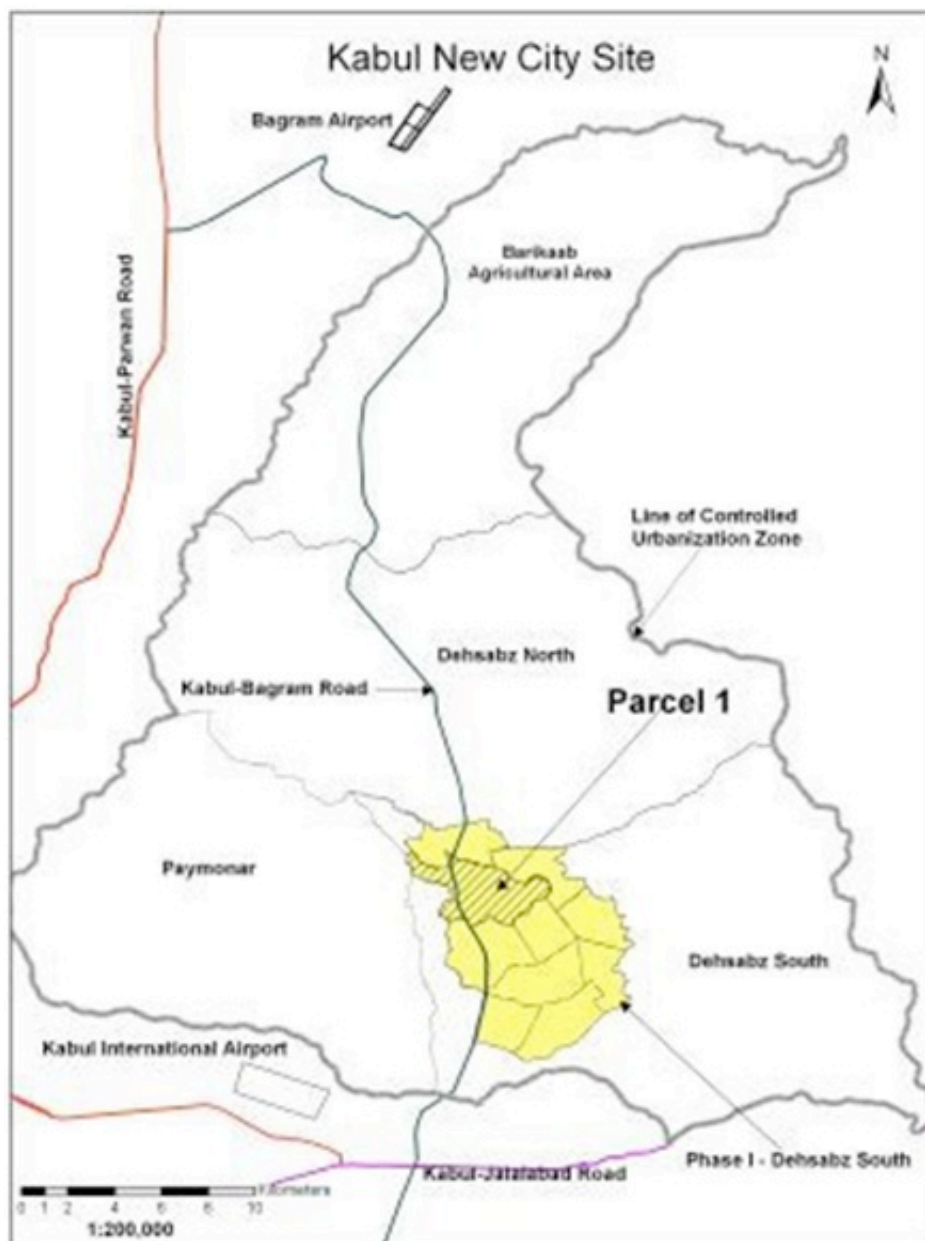 Kabul New City Site
N
Bagram Airport
Barikaab
Agricultural Area
Kabul-Parwan Road
Line of Controlled
Urbanization Zone
Dehsabz North
Kabul-Bagram Road
Parcel 1
Paymonar
Dehsabz South
Kabul International Airport
Phase I - Dehsabz South
Kabul-Jalalabad Road
Kilometers
0 1 2 4 6 8 10
1:200,000